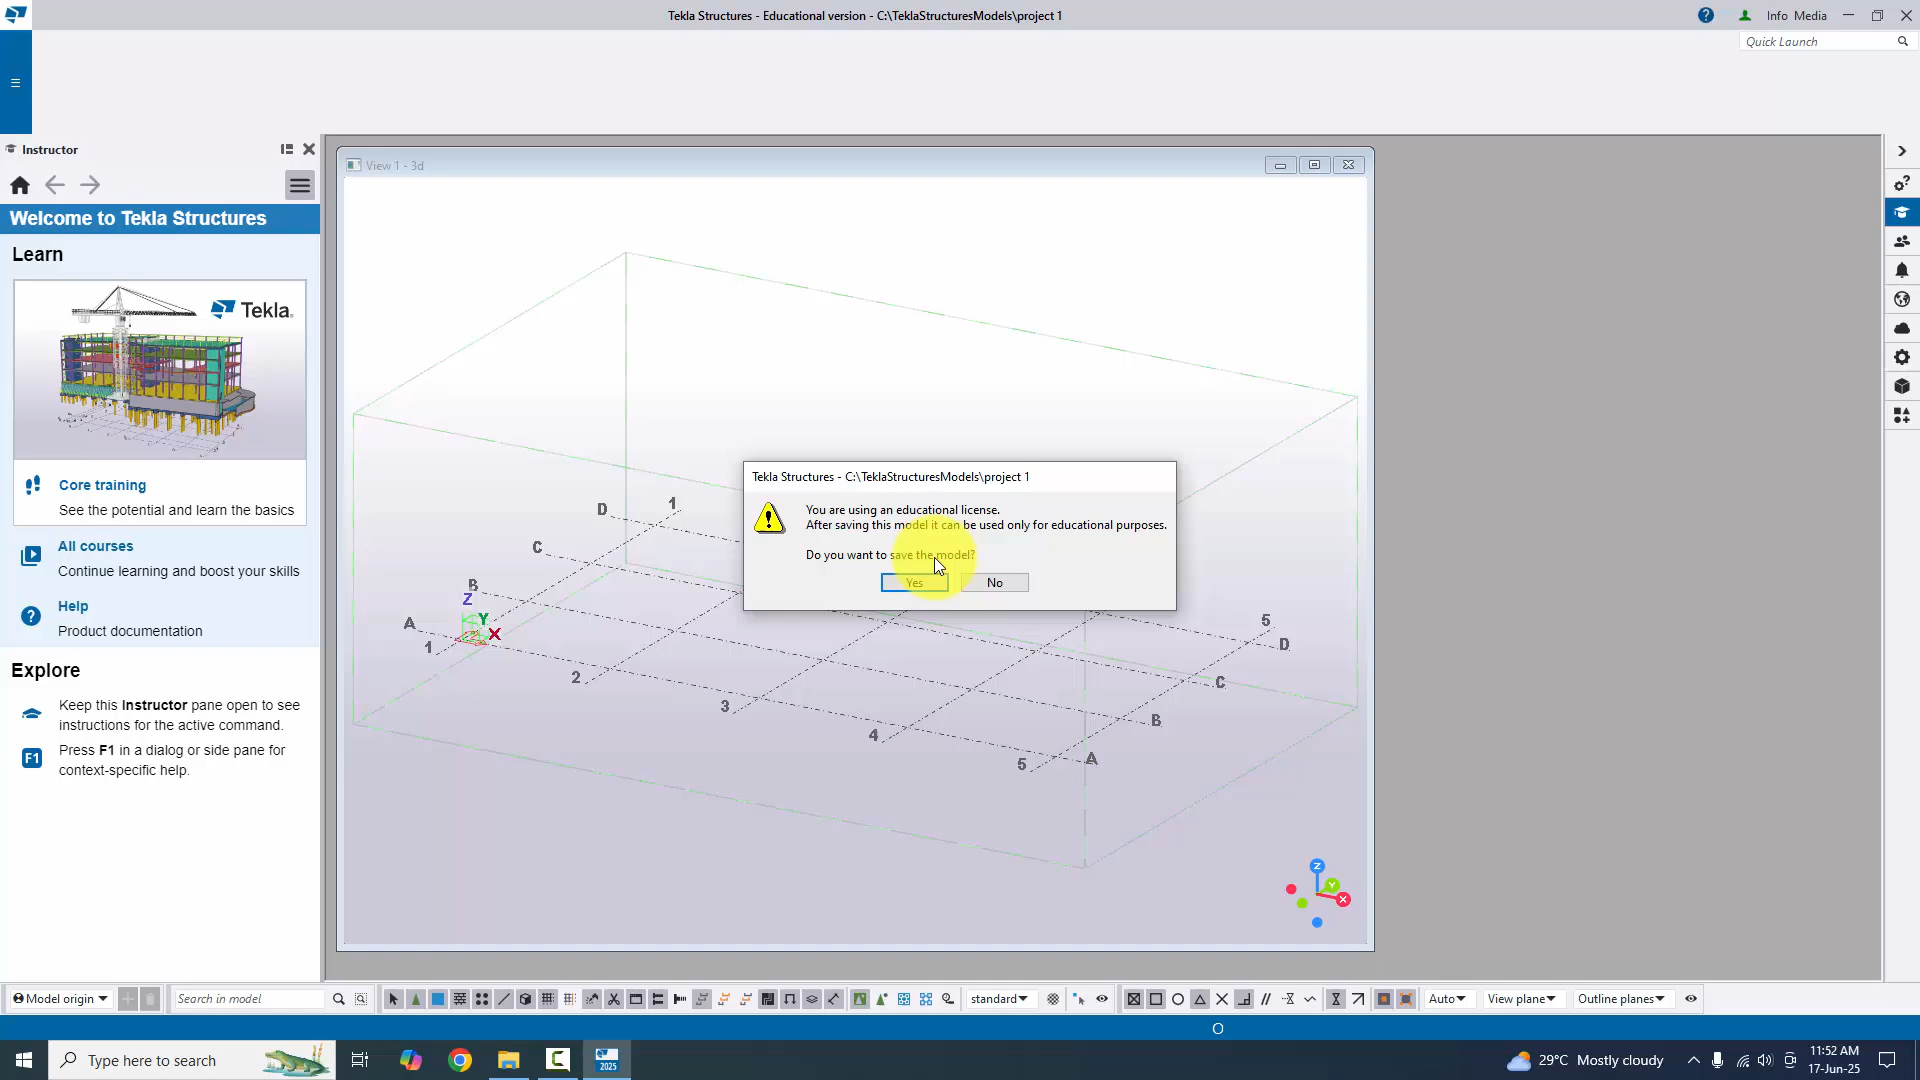 Tekla Structures - Educational version - C:\TeklaStructuresModels\project 1
Info Media
Quick Launch
Instructor
Welcome to Tekla Structures
Learn
Tekla
Core training
See the potential and learn the basics
All courses
Continue learning and boost your skills
Help
Product documentation
Explore
Keep this Instructor pane open to see
instructions for the active command.
F1
Press F1 in a dialog or side pane for
context-specific help.
View 1 - 3d
Tekla Structures - C:\TeklaStructuresModels\project 1
You are using an educational license.
After saving this model it can be used only for educational purposes.
Do you want to save the model?
Yes
No
D
1
C
B
Z
Y
X
A
1
2
3
4
5
A
B
C
D
5
Z
Y
X
Model origin
Search in model
standard
Auto
View plane
Outline planes
Type here to search
2025
29°C Mostly cloudy
11:52 AM
17-Jun-25